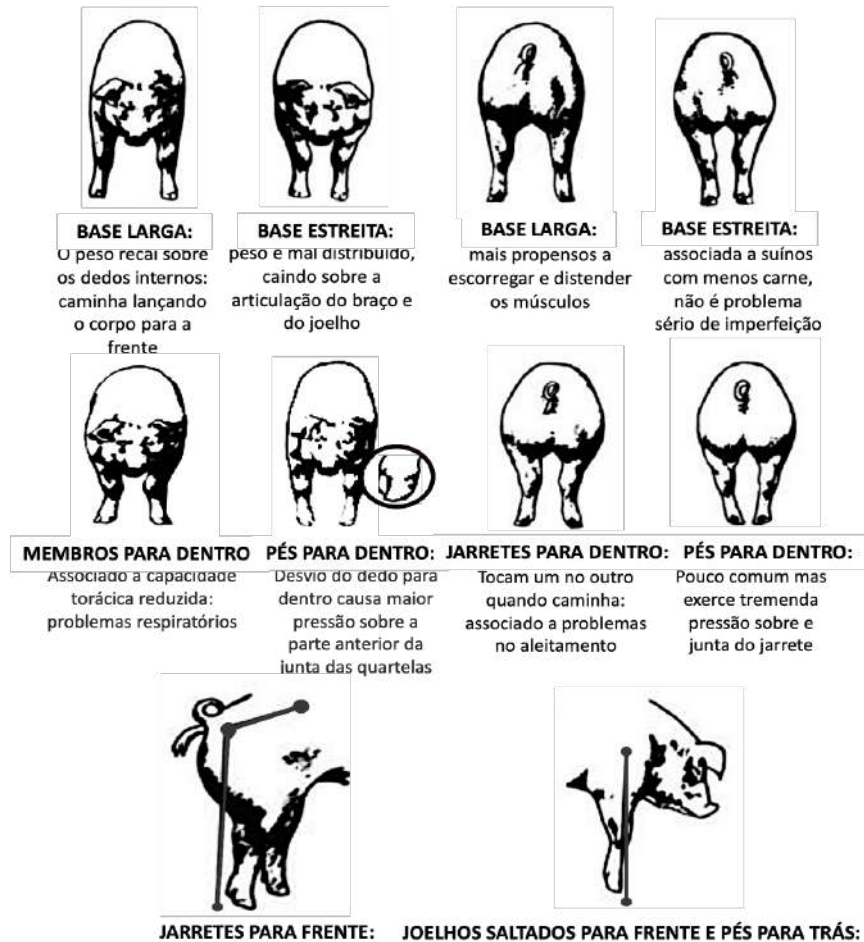 BASE LARGA:
O peso recai sobre
os dedos internos:
caminha lançando
o corpo para a
frente
BASE ESTREITA:
peso é mal distribuído,
caindo sobre a
articulação do braço e
do joelho
BASE LARGA:
mais propensos a
escorregar e distender
os músculos
BASE ESTREITA:
associada a suínos
com menos carne,
não é problema
sério de imperfeição
MEMBROS PARA DENTRO
Associado a capacidade
torácica reduzida:
problemas respiratórios
PÉS PARA DENTRO:
Desvio do dedo para
dentro causa maior
pressão sobre a
parte anterior da
junta das quartelas
JARRETES PARA DENTRO:
Tocam um no outro
quando caminha:
associado a problemas
no aleitamento
PÉS PARA DENTRO:
Pouco comum mas
exerce tremenda
pressão sobre e
junta do jarrete
JARRETES PARA FRENTE:
JOELHOS SALTADOS PARA FRENTE E PÉS PARA TRÁS: